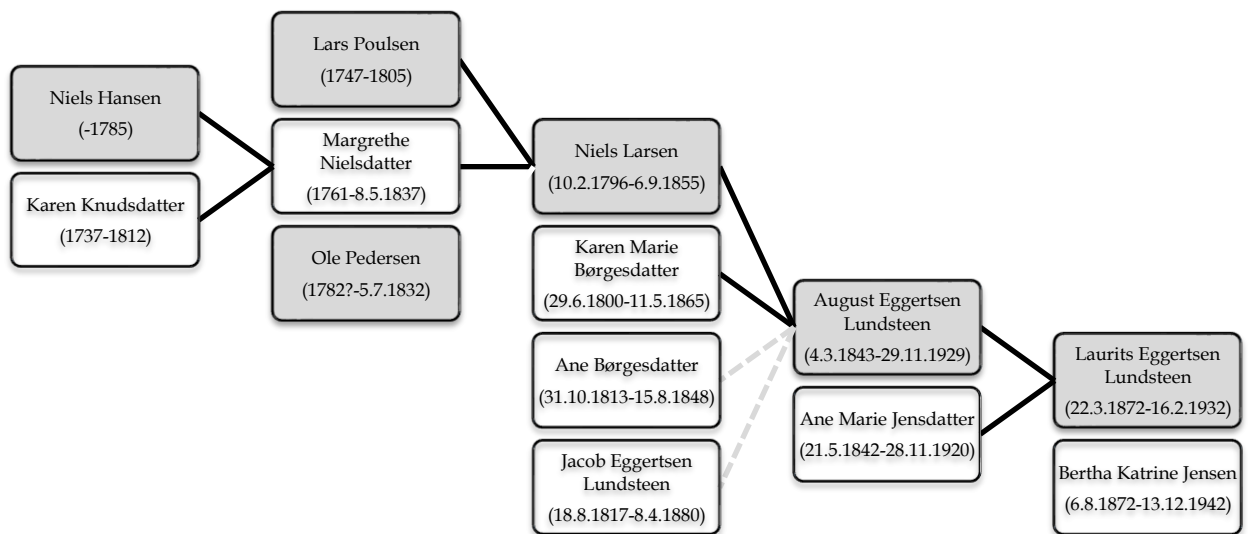 Niels Hansen
(-1785)
Karen Knudsdatter
(1737-1812)
Lars Poulsen
(1747-1805)
Margrethe
Nielsdatter
(1761-8.5.1837)
Ole Pedersen
(1782?-5.7.1832)
Niels Larsen
(10.2.1796-6.9.1855)
Karen Marie
Børgesdatter
(29.6.1800-11.5.1865)
Ane Børgesdatter
(31.10.1813-15.8.1848)
Jacob Eggertsen
Lundsteen
(18.8.1817-8.4.1880)
August Eggertsen
Lundsteen
(4.3.1843-29.11.1929)
Ane Marie Jensdatter
(21.5.1842-28.11.1920)
Laurits Eggertsen
Lundsteen
(22.3.1872-16.2.1932)
Bertha Katrine Jensen
(6.8.1872-13.12.1942)